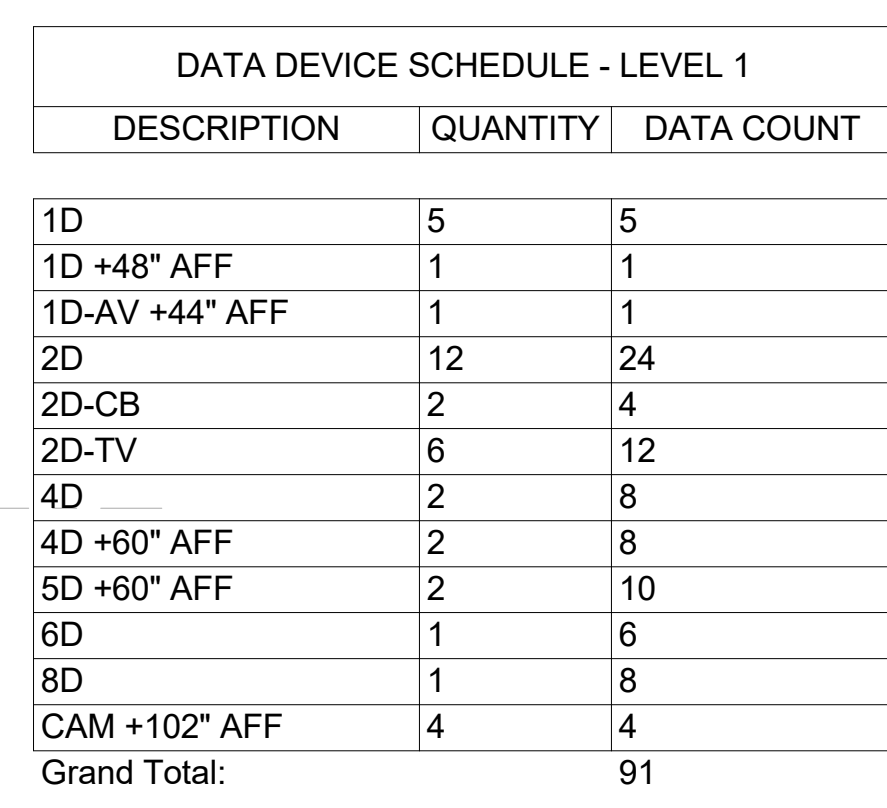 DATA DEVICE SCHEDULE - LEVEL 1
DESCRIPTION QUANTITY DATA COUNT
1D 5 5
1D +48" AFF 1 1
1D-AV +44" AFF 1 1
2D 12 24
2D-CB 2 4
2D-TV 6 12
4D 2 8
4D +60" AFF 2 8
5D +60" AFF 2 10
6D 1 6
8D 1 8
CAM +102" AFF 4 4
Grand Total: 91